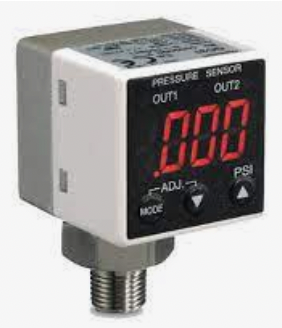 PRESSURE SENSOR
OUT1 OUT2
.000
ADJ. PSI
MODE